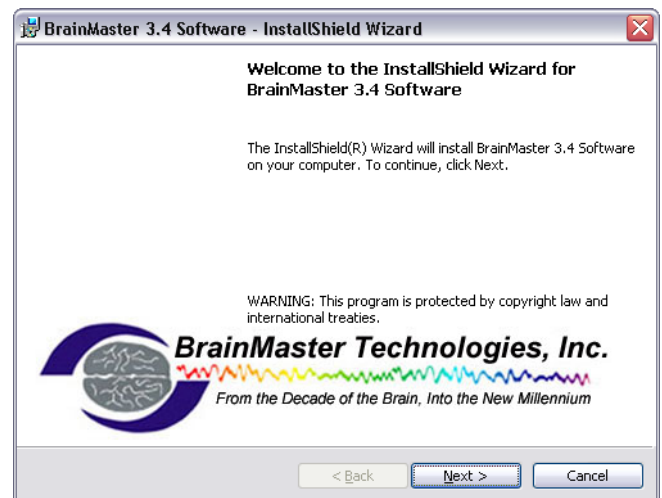 BrainMaster 3.4 Software - InstallShield Wizard
Welcome to the InstallShield Wizard for
BrainMaster 3.4 Software
The InstallShield(R) Wizard will install BrainMaster 3.4 Software
on your computer. To continue, click Next.
WARNING: This program is protected by copyright law and
international treaties.
BrainMaster Technologies, Inc.
From the Decade of the Brain, Into the New Millennium
< Back Next > Cancel